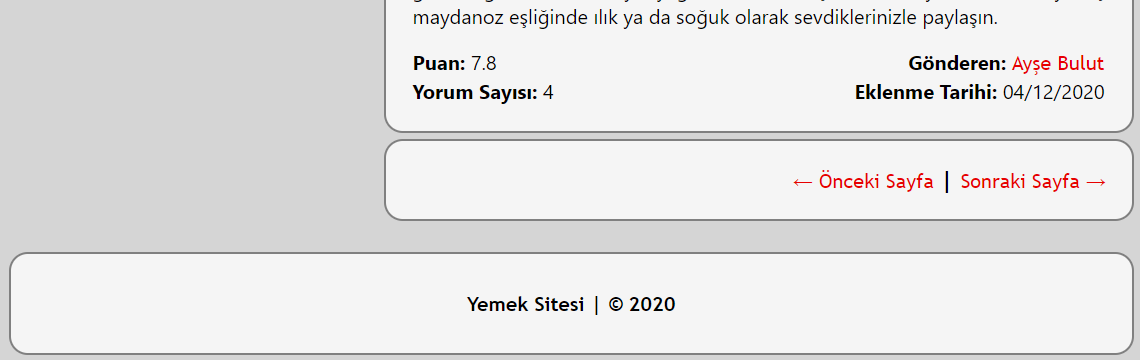 maydanoz eşliğinde ılık ya da soğuk olarak sevdiklerinizle paylaşın.
Puan: 7.8
Gönderen: Ayşe Bulut
Yorum Sayısı: 4
Eklenme Tarihi: 04/12/2020
← Önceki Sayfa | Sonraki Sayfa →
Yemek Sitesi | © 2020